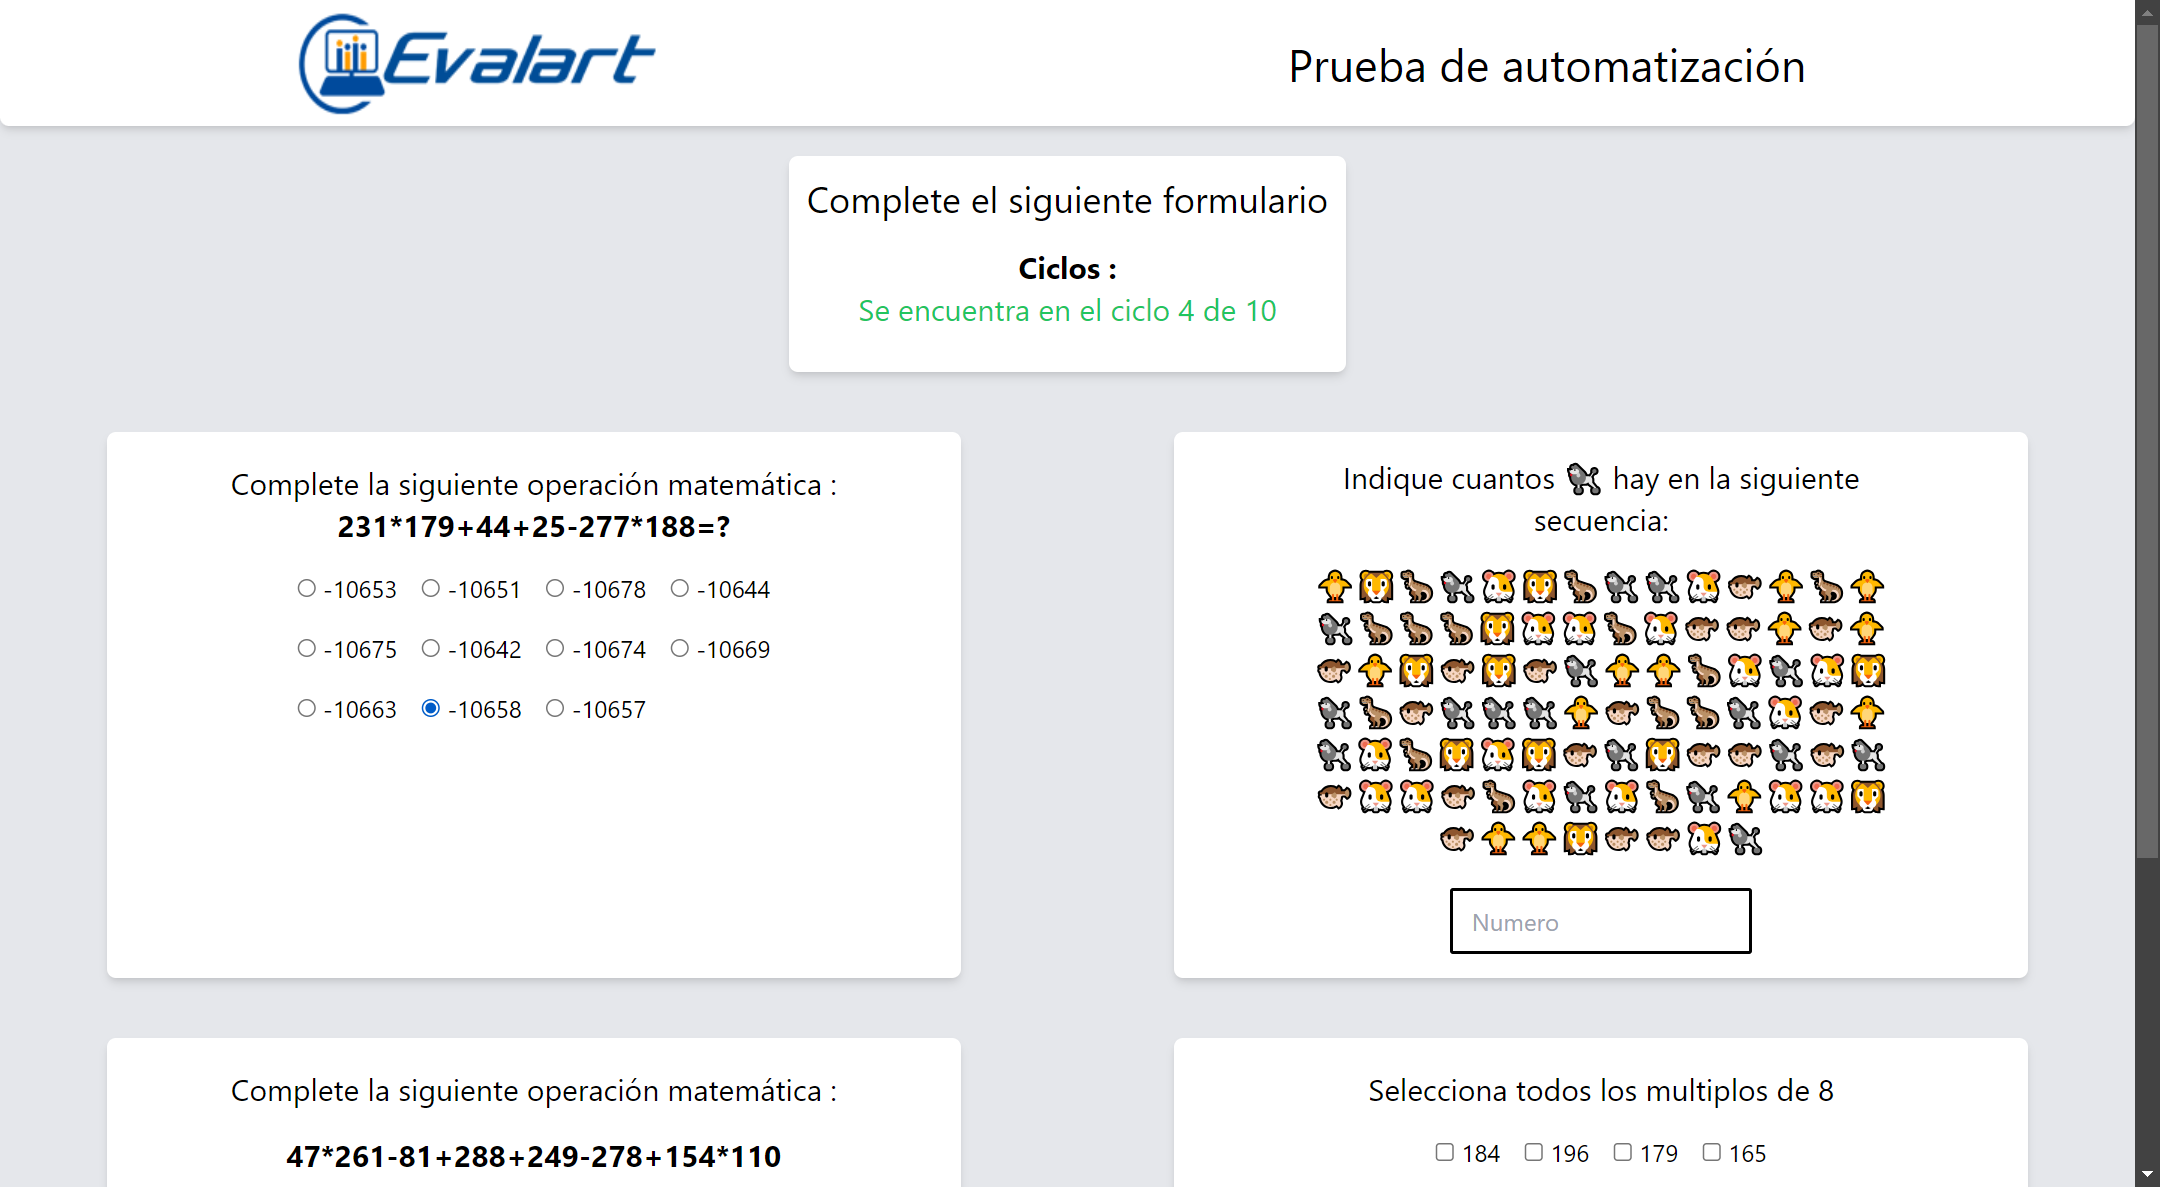 Evalart
Prueba de automatización
Complete el siguiente formulario
Ciclos :
Se encuentra en el ciclo 4 de 10
Complete la siguiente operación matemática :
231*179+44+25-277*188=?
-10653 -10651 -10678 -10644
-10675 -10642 -10674 -10669
-10663 -10658 -10657
Indique cuantos 🐩 hay en la siguiente
secuencia:
Numero
Complete la siguiente operación matemática :
47*261-81+288+249-278+154*110
Selecciona todos los multiplos de 8
184 196 179 165